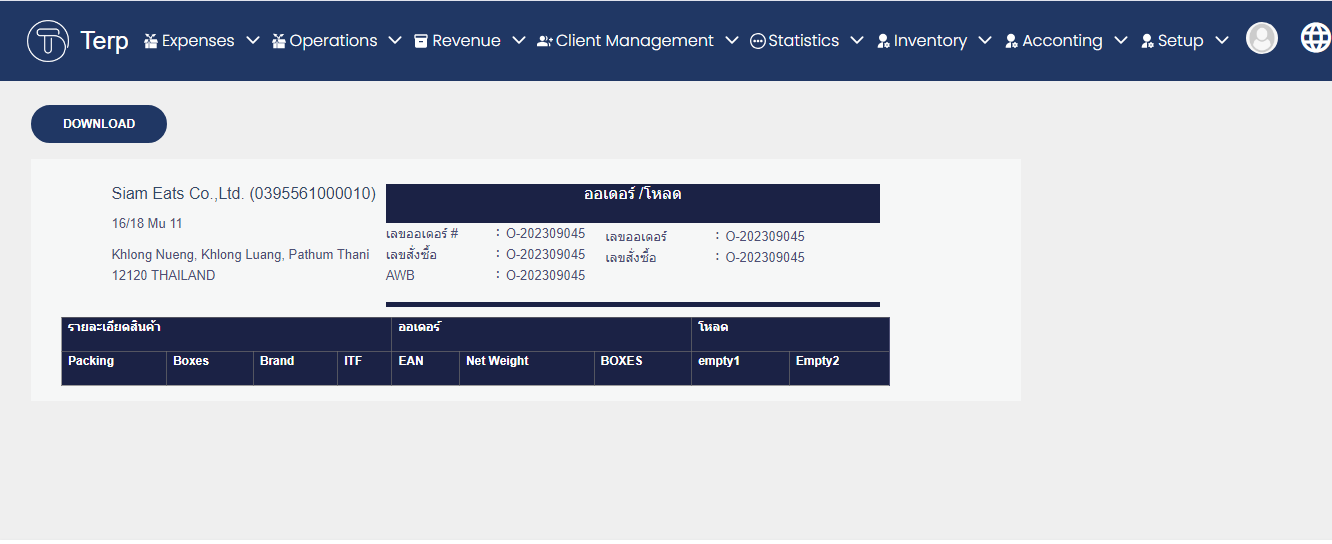 Terp Expenses Operations Revenue Client Management Statistics Inventory Acconting Setup
DOWNLOAD
Siam Eats Co.,Ltd. (0395561000010)
16/18 Mu 11
Khlong Nueng, Khlong Luang, Pathum Thani
12120 THAILAND
ออเดอร์ /โหลด
เลขออเดอร์ # : O-202309045
เลขสั่งซื้อ : O-202309045
AWB : O-202309045
เลขออเดอร์ : O-202309045
เลขสั่งซื้อ : O-202309045
รายละเอียดสินค้า ออเดอร์ โหลด
Packing Boxes Brand ITF EAN Net Weight BOXES empty1 Empty2